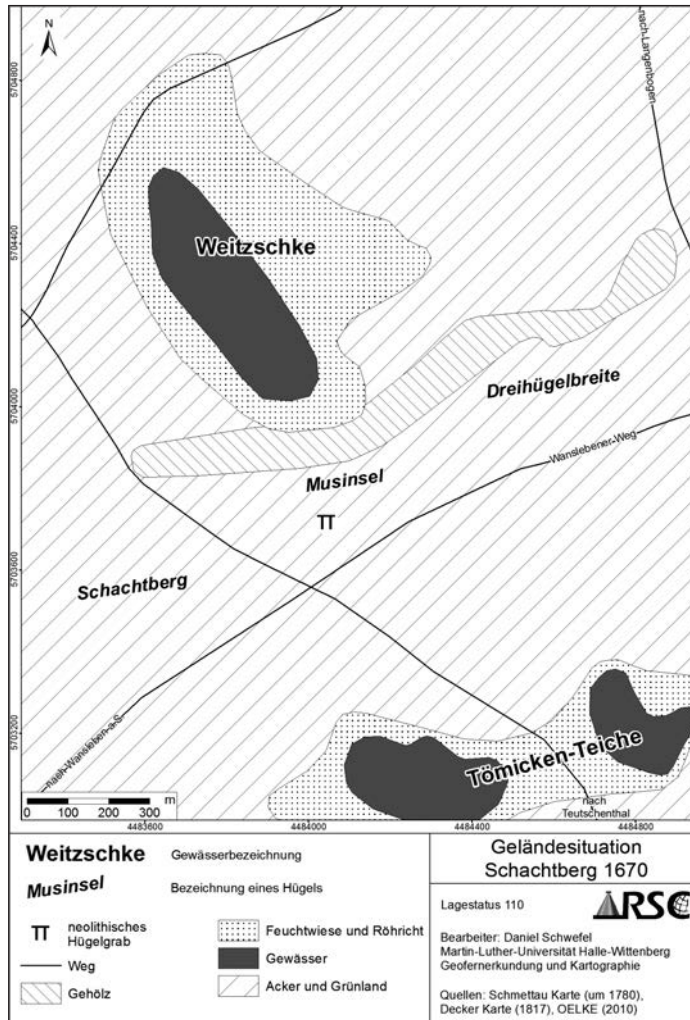 N
nach Langenbogen
5704800
5704400
5704000
5703600
5703200
Weitzschke
Dreihügelbreite
Wanslebener-Weg
Musinsel
Schachtberg
nach Wansleben a S
Tömicken-Teiche
nach
Teutschenthal
0 100 200 300 m
4483600 4484000 4484400 4484800
Weitzschke Gewässerbezeichnung
Musinsel Bezeichnung eines Hügels
neolithisches
Hügelgrab
Weg
Gehölz
Feuchtwiese und Röhricht
Gewässer
Acker und Grünland
Geländesituation
Schachtberg 1670
Lagestatus 110
ARSC
Bearbeiter: Daniel Schwefel
Martin-Luther-Universität Halle-Wittenberg
Geofernerkundung und Kartographie
Quellen: Schmettau Karte (um 1780),
Decker Karte (1817), OELKE (2010)